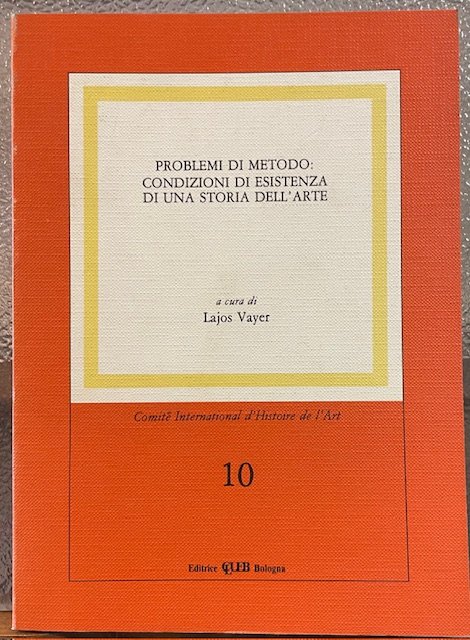 PROBLEMI DI METODO:
CONDIZIONI DI ESISTENZA
DI UNA STORIA DELL'ARTE
a cura di
Lajos Vayer
Comitê International d'Histoire de l'Art
10
Editrice CLUEB Bologna